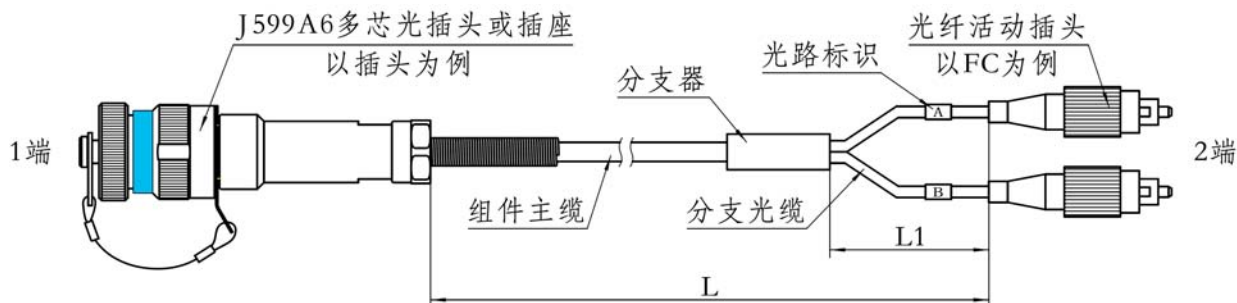 J599A6多芯光插头或插座
以插头为例
光纤活动插头
以FC为例
光路标识
分支器
A
1端
2端
B
组件主缆
分支光缆
L1
L